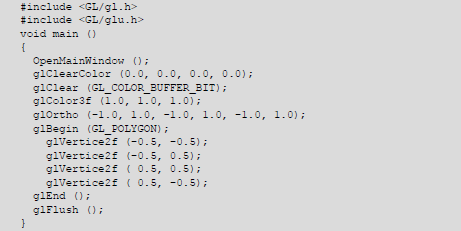 #include <GL/gl.h>
#include <GL/glu.h>
void main ()
{
OpenMainWindow ();
glClearColor (0.0, 0.0, 0.0, 0.0);
glClear (GL_COLOR_BUFFER_BIT);
glColor3f (1.0, 1.0, 1.0);
glOrtho (-1.0, 1.0, -1.0, 1.0, -1.0, 1.0);
glBegin (GL_POLYGON);
glVertex2f (-0.5, -0.5);
glVertice2f (-0.5, 0.5);
glVertice2f ( 0.5, 0.5);
glVertice2f ( 0.5, -0.5);
glEnd ();
glFlush ();
}